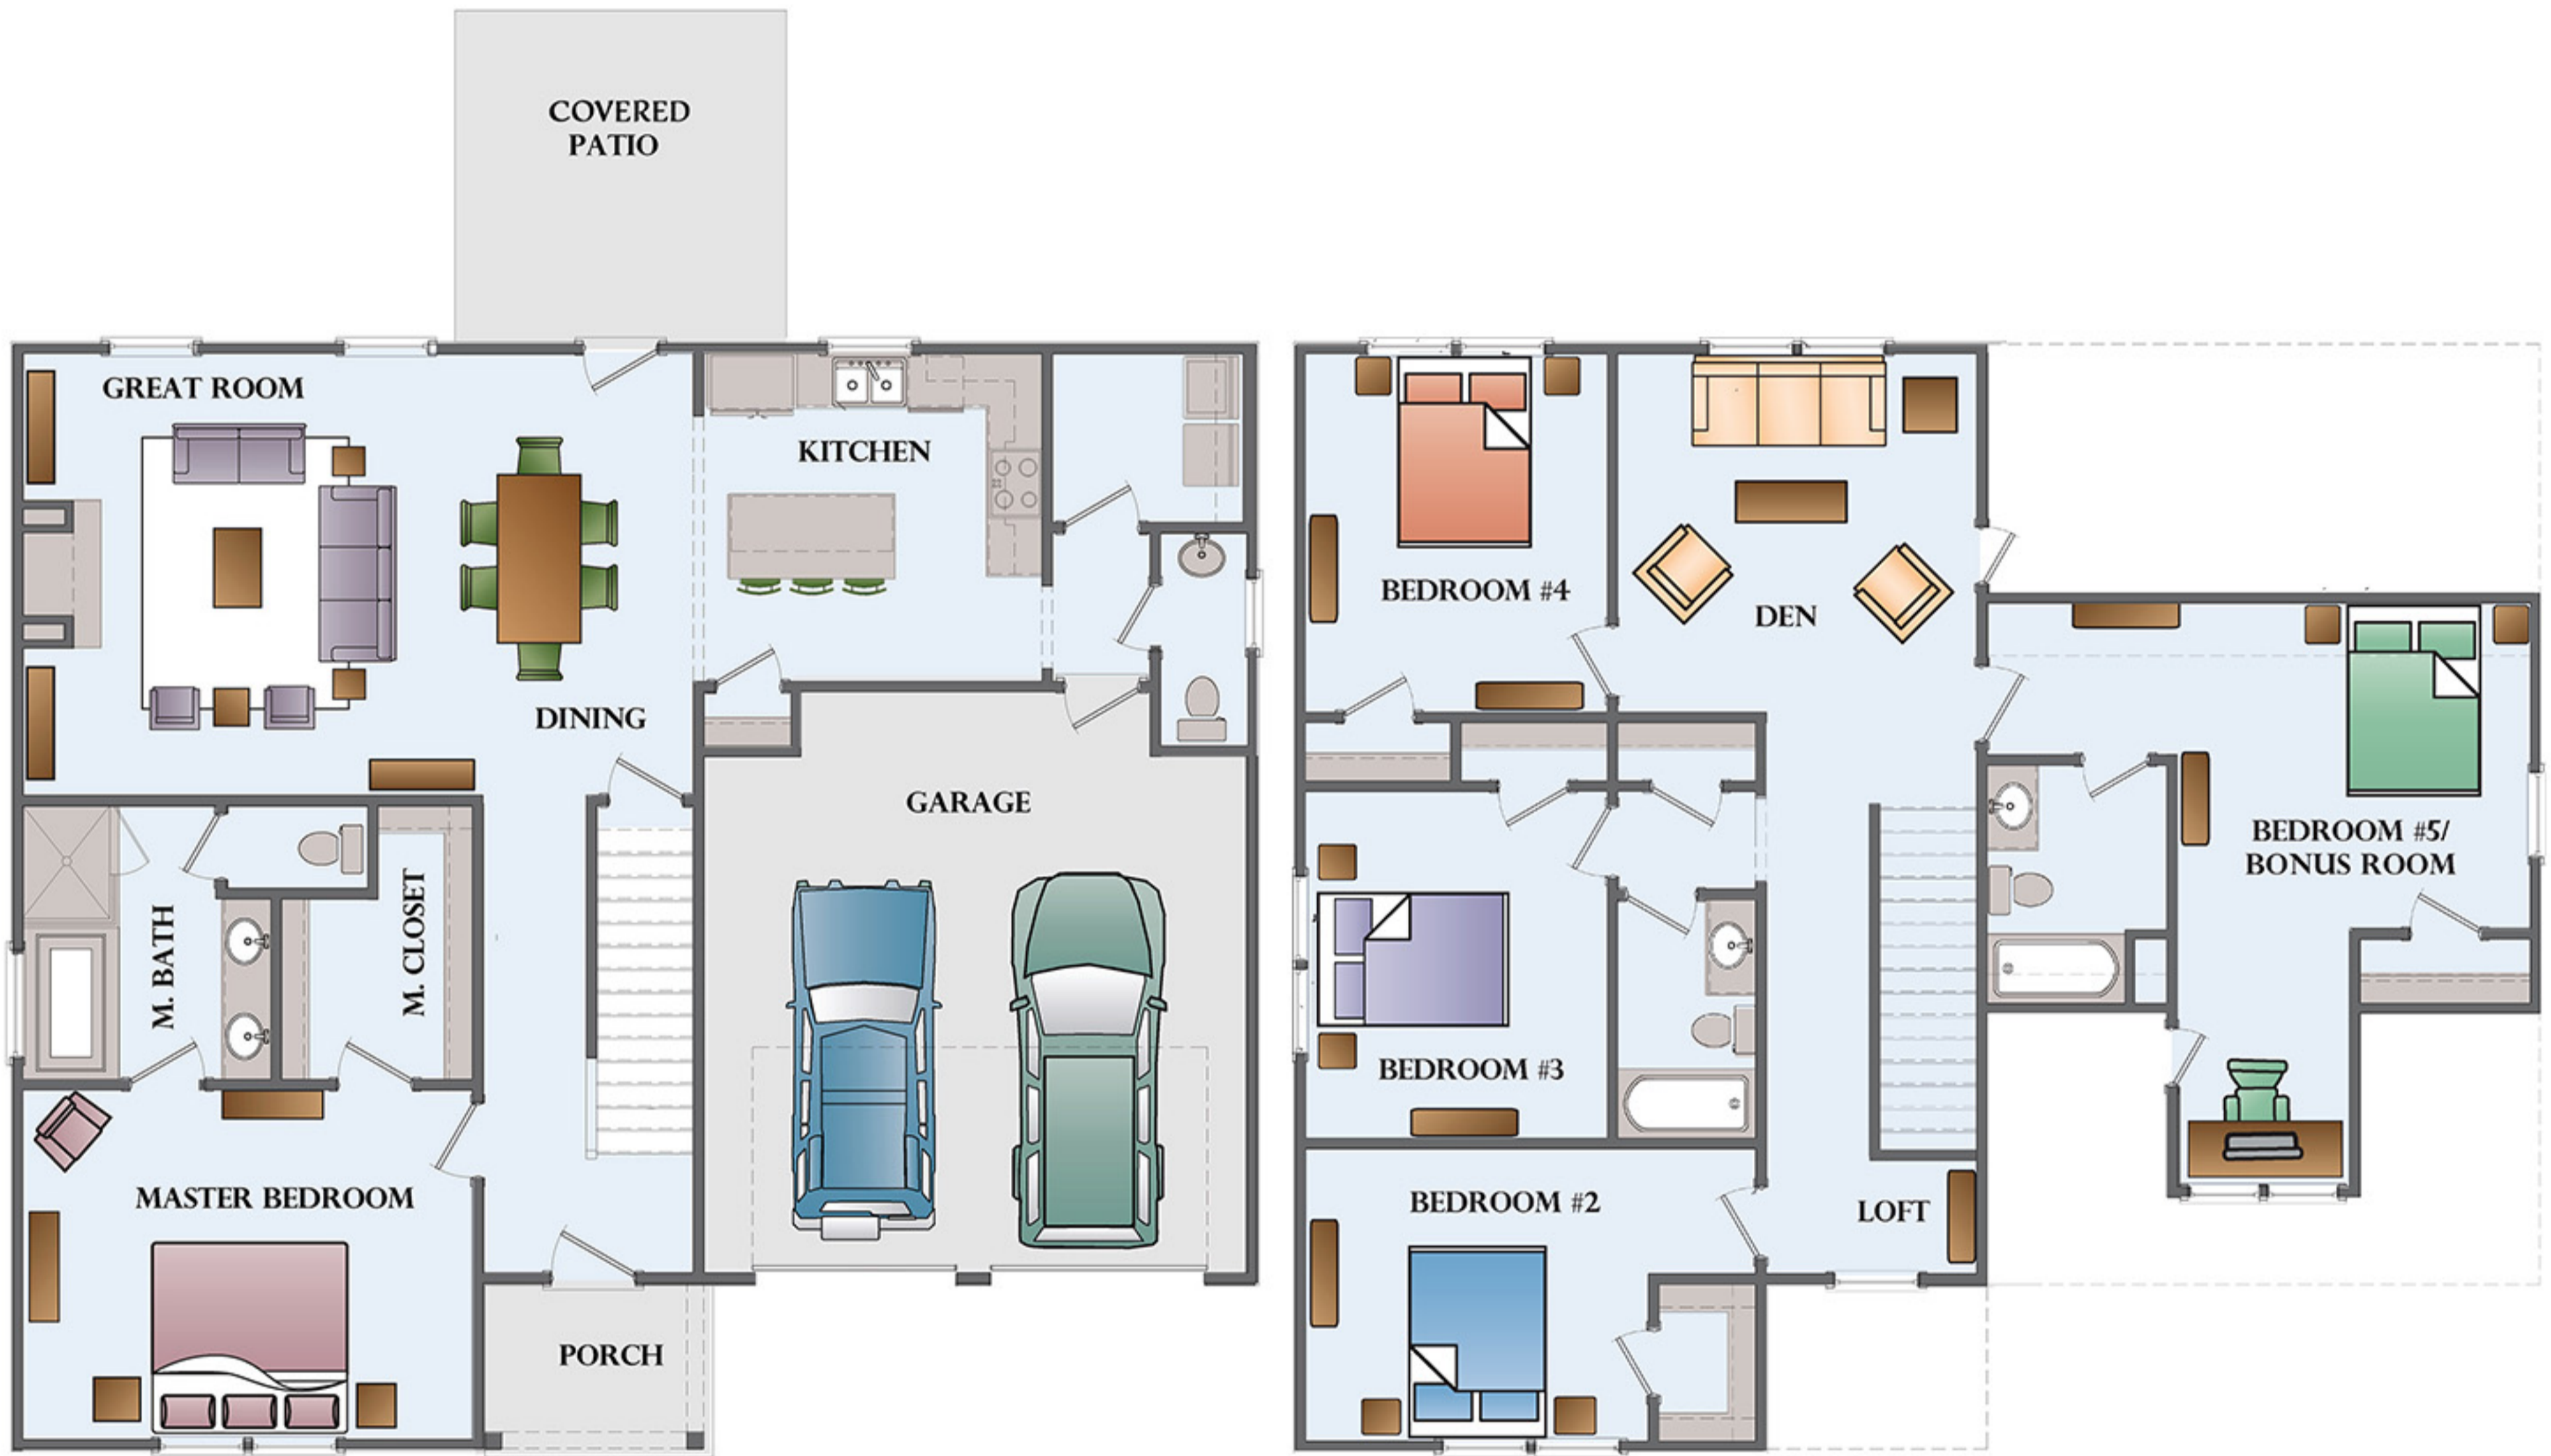 COVERED
PATIO
GREAT ROOM
KITCHEN
DINING
GARAGE
M. BATH
M. CLOSET
MASTER BEDROOM
PORCH
BEDROOM #4
DEN
BEDROOM #5/
BONUS ROOM
BEDROOM #3
BEDROOM #2
LOFT